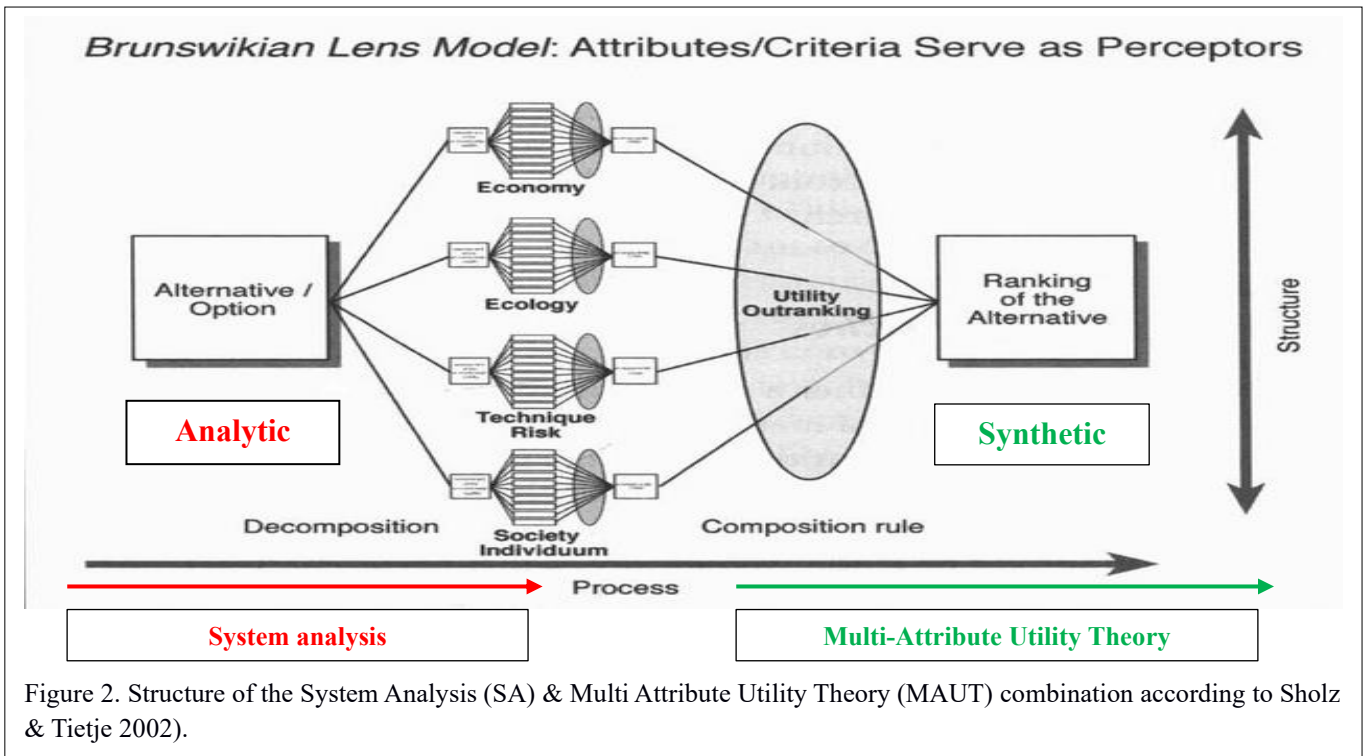 Brunswikian Lens Model: Attributes/Criteria Serve as Perceptors
Economy
Ecology
Technique
Risk
Society
Individuum
Alternative /
Option
Analytic
Decomposition
Utility
Outranking
Composition rule
Ranking
of the
Alternative
Synthetic
Structure
Process
System analysis
Multi-Attribute Utility Theory
Figure 2. Structure of the System Analysis (SA) & Multi Attribute Utility Theory (MAUT) combination according to Sholz
& Tietje 2002).